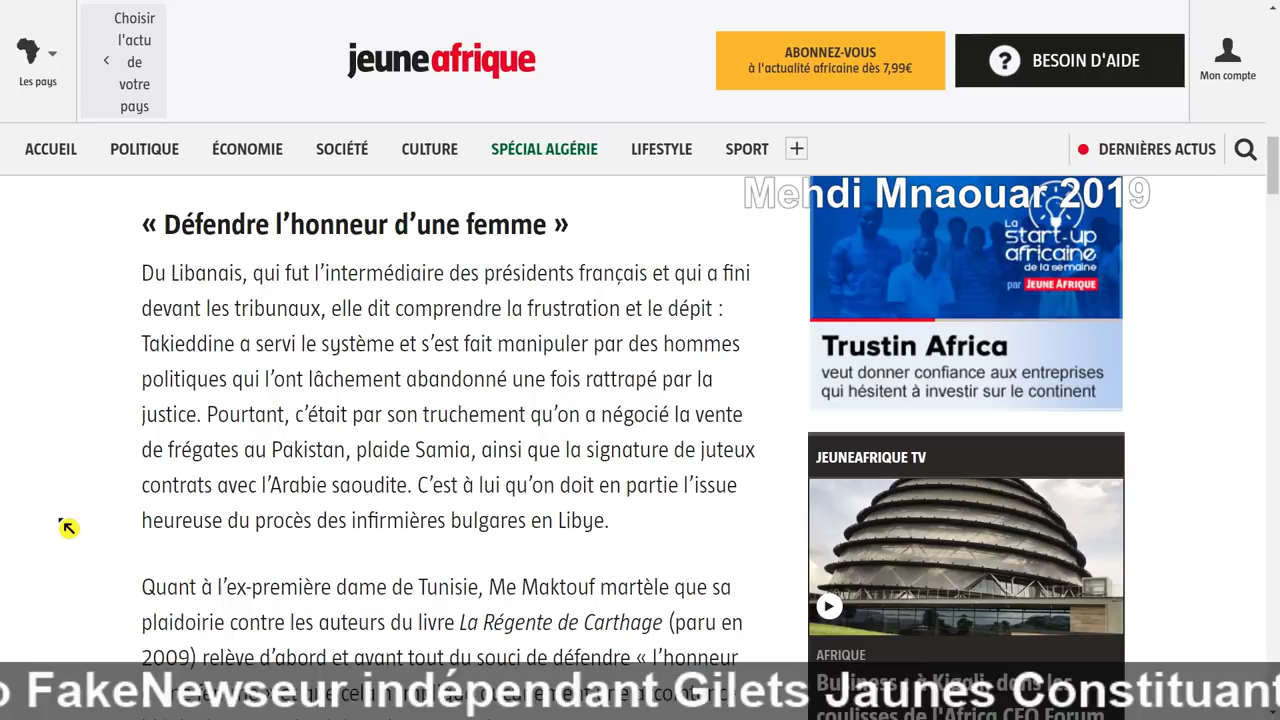 Les pays
Choisir
l'actu
de
votre
pays
jeuneafrique
ABONNEZ-VOUS
à l'actualité africaine dès 7,99€
? BESOIN D'AIDE
Mon compte
ACCUEIL POLITIQUE ÉCONOMIE SOCIÉTÉ CULTURE SPÉCIAL ALGÉRIE LIFESTYLE SPORT + DERNIÈRES ACTUS
Mehdi Mnaouar 2019
« Défendre l’honneur d’une femme »
Du Libanais, qui fut l’intermédiaire des présidents français et qui a fini
devant les tribunaux, elle dit comprendre la frustration et le dépit :
Takieddine a servi le système et s’est fait manipuler par des hommes
politiques qui l’ont lâchement abandonné une fois rattrapé par la
justice. Pourtant, c’était par son truchement qu’on a négocié la vente
de frégates au Pakistan, plaide Samia, ainsi que la signature de juteux
contrats avec l’Arabie saoudite. C’est à lui qu’on doit en partie l’issue
heureuse du procès des infirmières bulgares en Libye.
Quant à l’ex-première dame de Tunisie, Me Maktouf martèle que sa
plaidoirie contre les auteurs du livre La Régente de Carthage (paru en
2009) relève d’abord et avant tout du souci de défendre « l’honneur
La
start-up
africaine
de la semaine
par JEUNE AFRIQUE
Trustin Africa
veut donner confiance aux entreprises
qui hésitent à investir sur le continent
JEUNEAFRIQUE TV
AFRIQUE
Business : à Kigali, dans les
coulisses de l'Africa CEO Forum
o FakeNewseur indépendant Gilets Jaunes Constituant